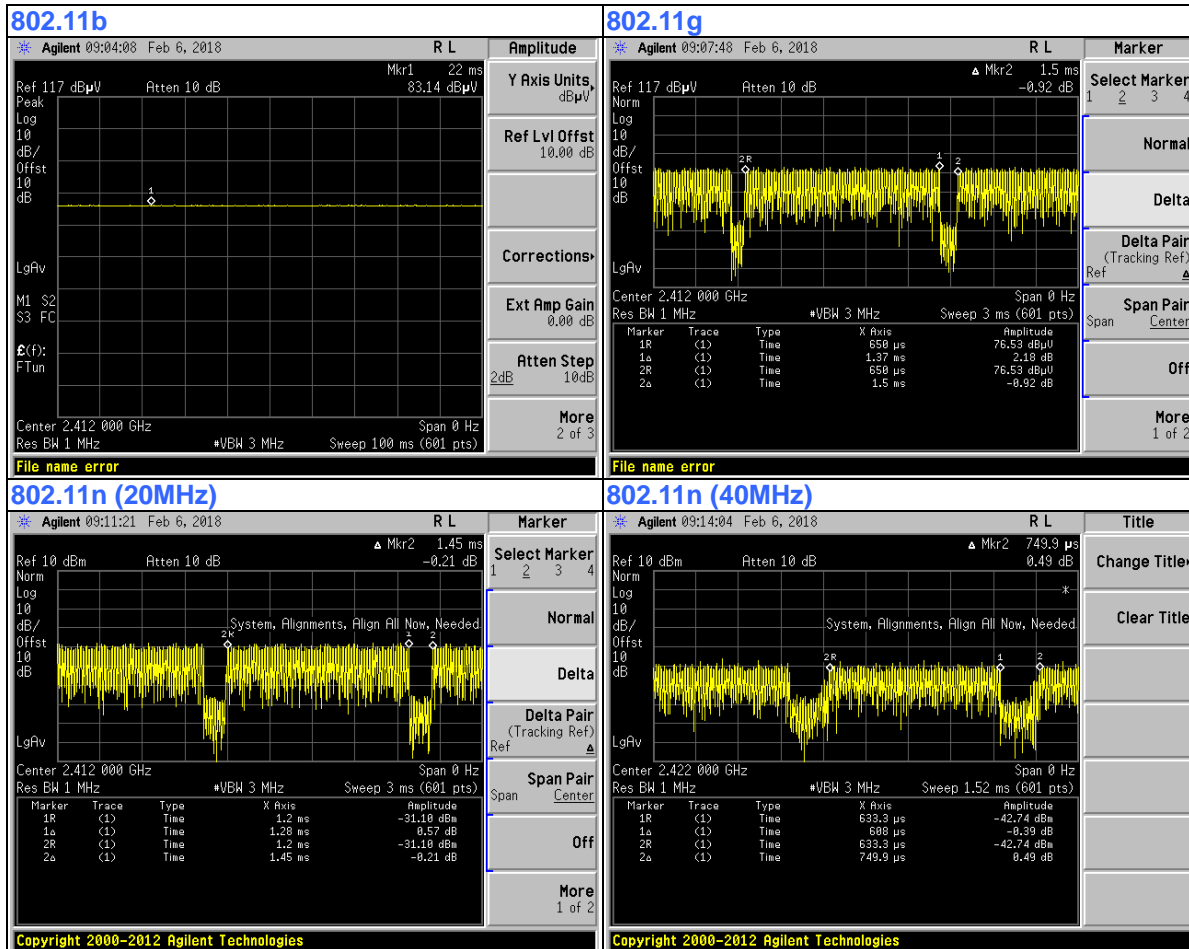 802.11b
Agilent 09:04:08 Feb 6, 2018 R L
Mkr1 22 ms
Ref 117 dBµV Atten 10 dB 83.14 dBµV
Peak
Log
10
dB/
Offst
10
dB
1
LgAv
M1 S2
S3 FC
£(f):
FTun
Center 2.412 000 GHz Span 0 Hz
Res BW 1 MHz #VBW 3 MHz Sweep 100 ms (601 pts)
File name error
Amplitude
Y Axis Units
dBµV
Ref Lvl Offst
10.00 dB
Corrections
Ext Amp Gain
0.00 dB
Atten Step
2dB 10dB
More
2 of 3
802.11g
Agilent 09:07:48 Feb 6, 2018 R L
Δ Mkr2 1.5 ms
Ref 117 dBµV Atten 10 dB -0.92 dB
Norm
Log
10
dB/
Offst
10
dB
2R 1 2
LgAv
Center 2.412 000 GHz Span 0 Hz
Res BW 1 MHz #VBW 3 MHz Sweep 3 ms (601 pts)
Marker Trace Type X Axis Amplitude
1R (1) Time 650 µs 76.53 dBµV
1Δ (1) Time 1.37 ms 2.18 dB
2R (1) Time 650 µs 76.53 dBµV
2Δ (1) Time 1.5 ms -0.92 dB
File name error
Marker
Select Marker
1 2 3 4
Normal
Delta
Delta Pair
(Tracking Ref)
Ref Δ
Span Pair
Span Center
Off
More
1 of 2
802.11n (20MHz)
Agilent 09:11:21 Feb 6, 2018 R L
Δ Mkr2 1.45 ms
Ref 10 dBm Atten 10 dB -0.21 dB
Norm
Log
10
dB/
Offst
10
dB
System, Alignments, Align All Now, Needed
2R 1 2
LgAv
Center 2.412 000 GHz Span 0 Hz
Res BW 1 MHz #VBW 3 MHz Sweep 3 ms (601 pts)
Marker Trace Type X Axis Amplitude
1R (1) Time 1.2 ms -31.10 dBm
1Δ (1) Time 1.28 ms 0.57 dB
2R (1) Time 1.2 ms -31.10 dBm
2Δ (1) Time 1.45 ms -0.21 dB
Copyright 2000-2012 Agilent Technologies
Marker
Select Marker
1 2 3 4
Normal
Delta
Delta Pair
(Tracking Ref)
Ref Δ
Span Pair
Span Center
Off
More
1 of 2
802.11n (40MHz)
Agilent 09:14:04 Feb 6, 2018 R L
Δ Mkr2 749.9 µs
Ref 10 dBm Atten 10 dB 0.49 dB
Norm
Log
10
dB/
Offst
10
dB
*
System, Alignments, Align All Now, Needed
2R 1 2
LgAv
Center 2.422 000 GHz Span 0 Hz
Res BW 1 MHz #VBW 3 MHz Sweep 1.52 ms (601 pts)
Marker Trace Type X Axis Amplitude
1R (1) Time 633.3 µs -42.74 dBm
1Δ (1) Time 608 µs -0.39 dB
2R (1) Time 633.3 µs -42.74 dBm
2Δ (1) Time 749.9 µs 0.49 dB
Copyright 2000-2012 Agilent Technologies
Title
Change Title
Clear Title